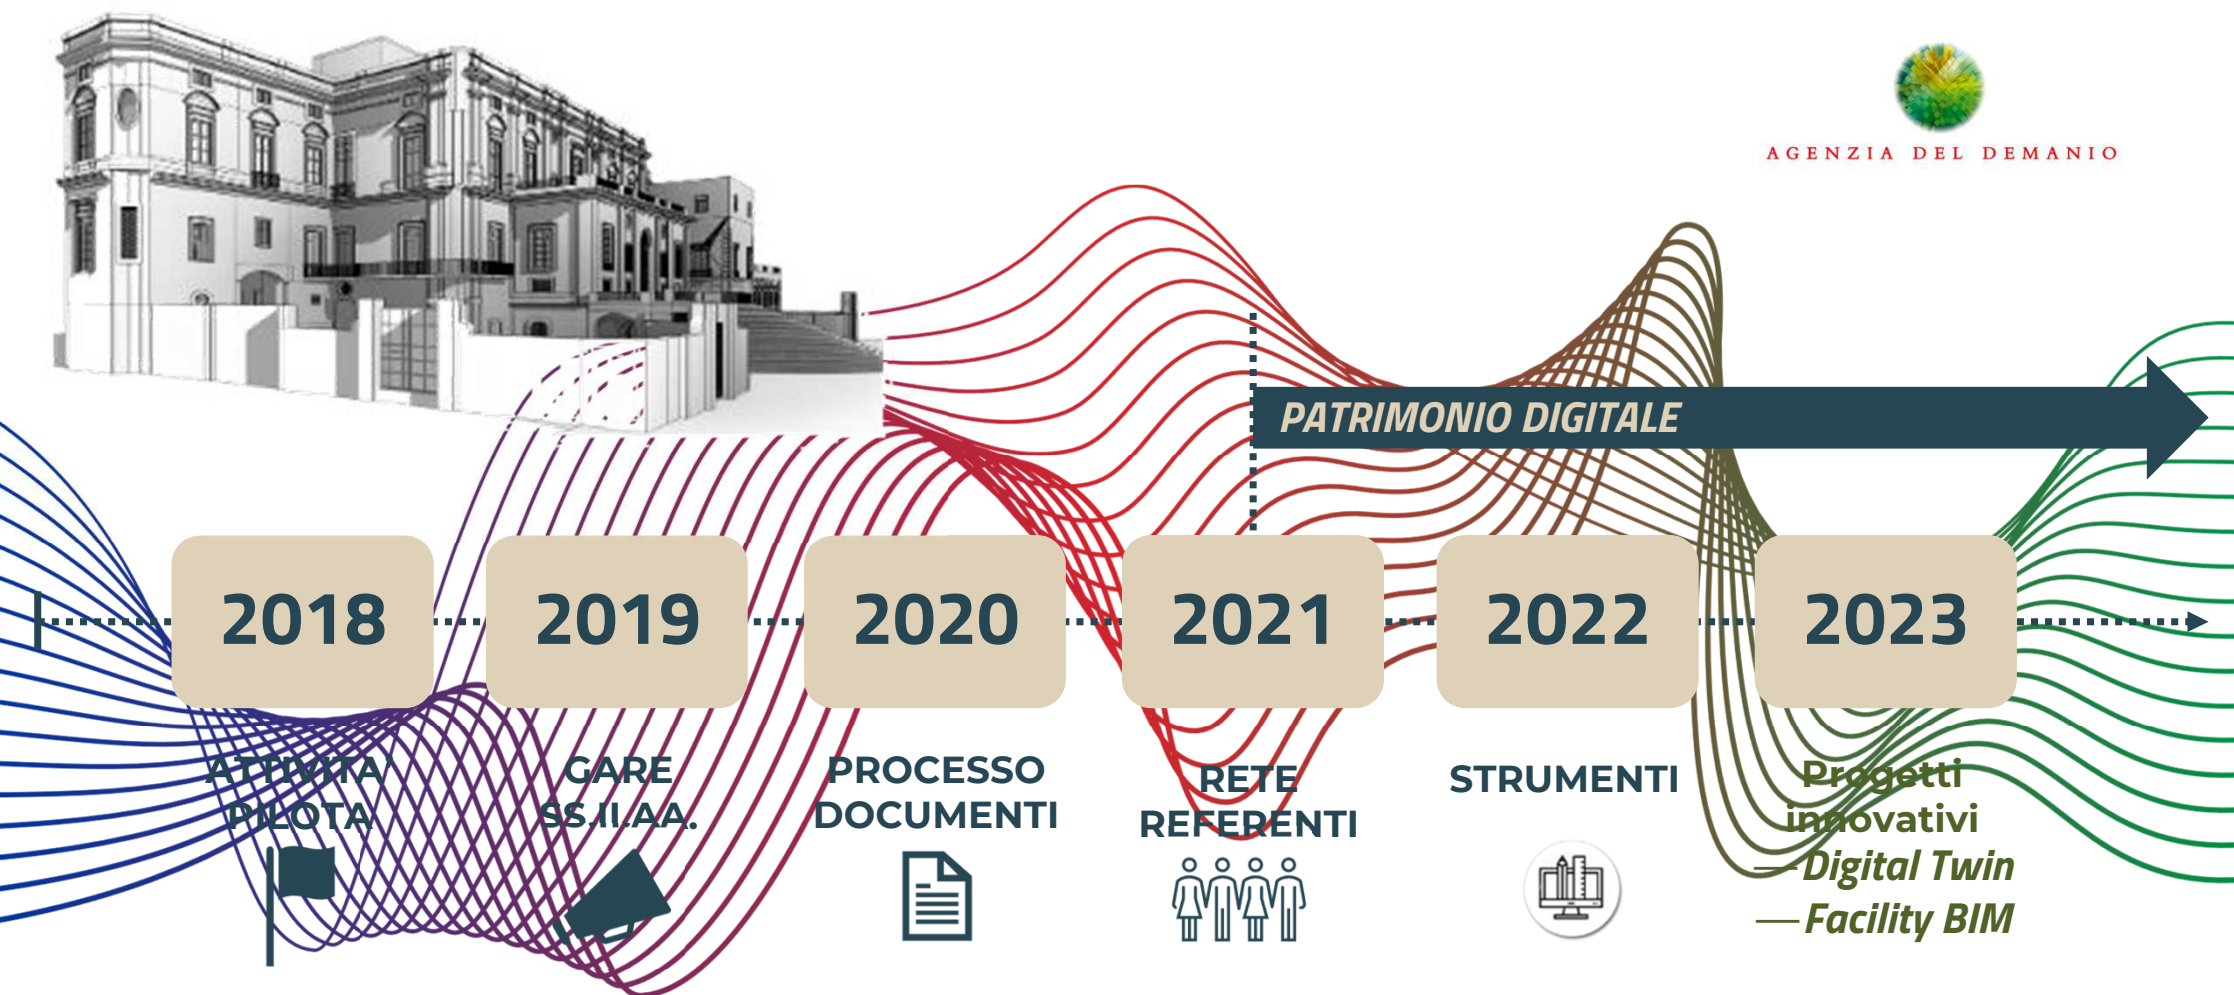 AGENZIA DEL DEMANIO
PATRIMONIO DIGITALE
2018
2019
2020
2021
2022
2023
ATTIVITA'
PILOTA
GARE
SS.II.AA.
PROCESSO
DOCUMENTI
RETE
REFERENTI
STRUMENTI
Progetti
innovativi
—Digital Twin
—Facility BIM